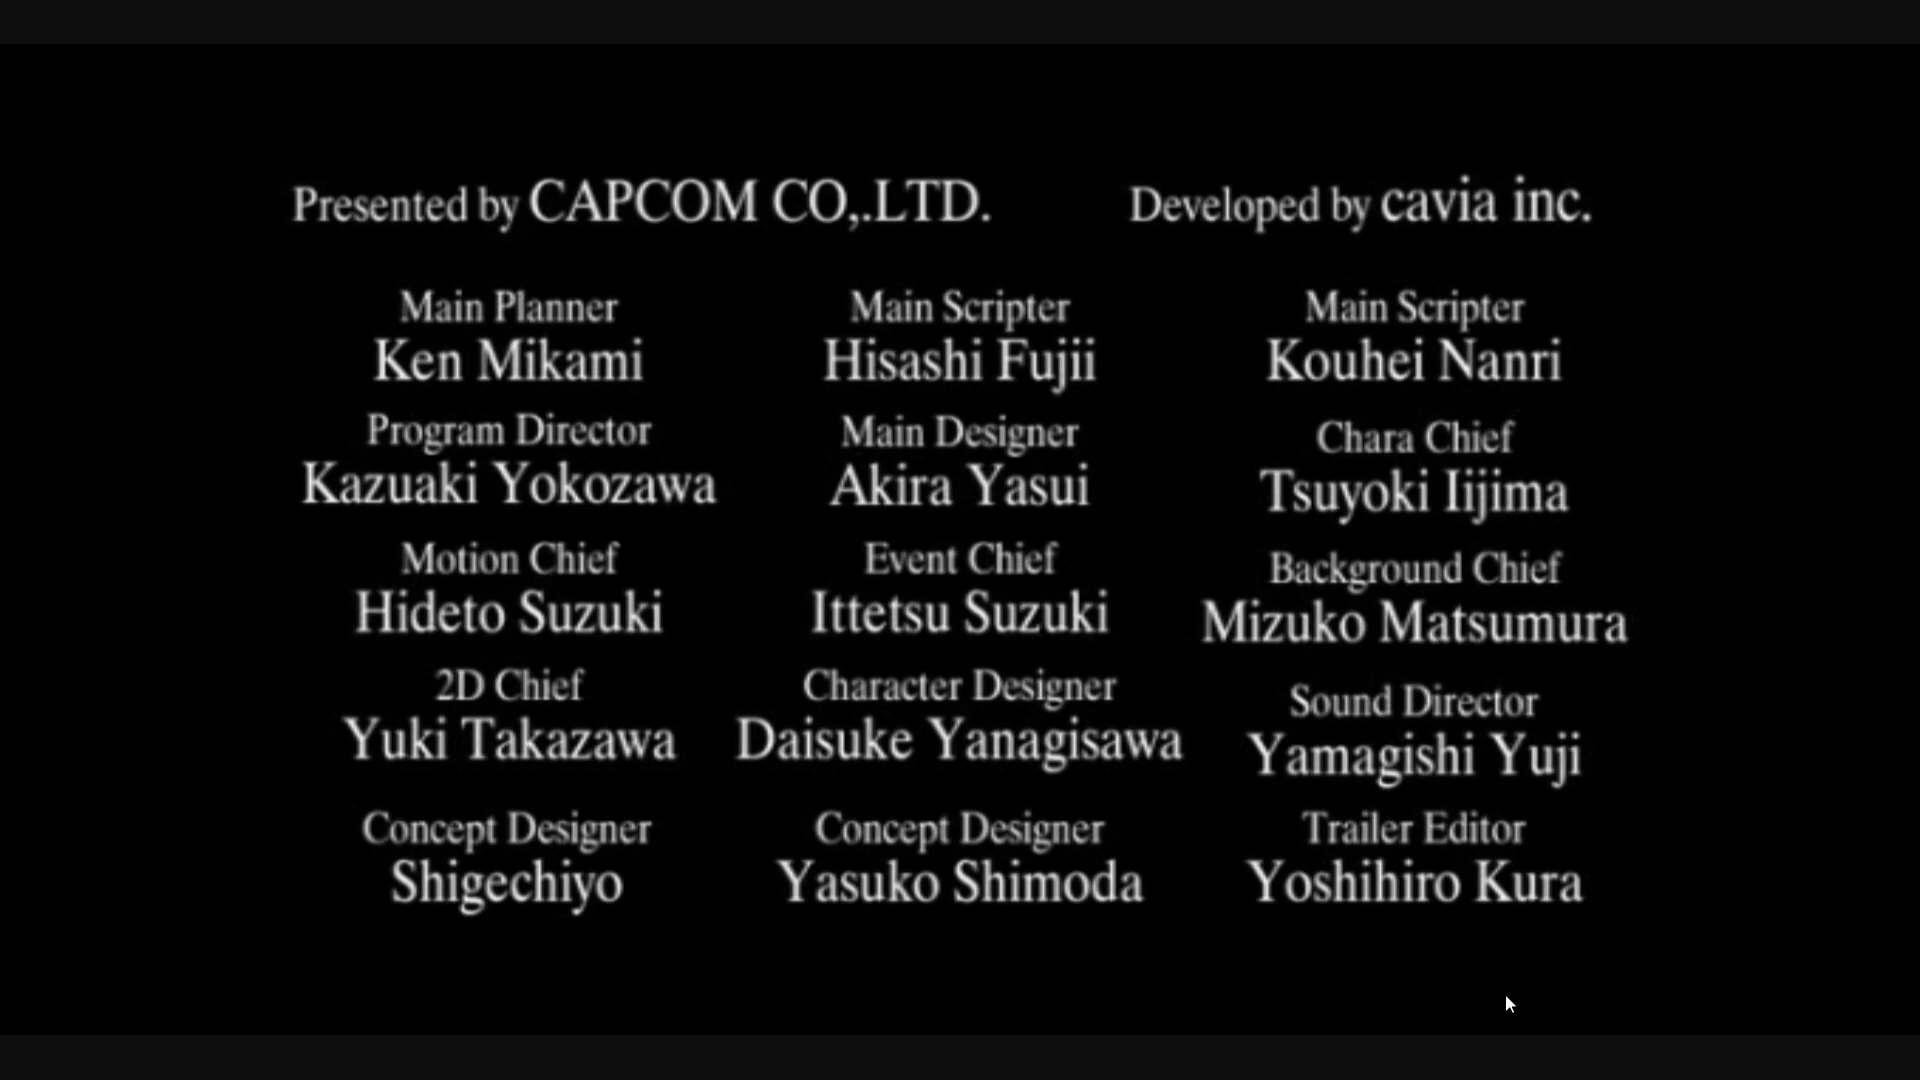 Presented by CAPCOM CO,.LTD. Developed by cavia inc.
Main Planner Main Scripter Main Scripter
Ken Mikami Hisashi Fujii Kouhei Nanri
Program Director Main Designer Chara Chief
Kazuaki Yokozawa Akira Yasui Tsuyoki Iijima
Motion Chief Event Chief Background Chief
Hideto Suzuki Ittetsu Suzuki Mizuko Matsumura
2D Chief Character Designer Sound Director
Yuki Takazawa Daisuke Yanagisawa Yamagishi Yuji
Concept Designer Concept Designer Trailer Editor
Shigechiyo Yasuko Shimoda Yoshihiro Kura